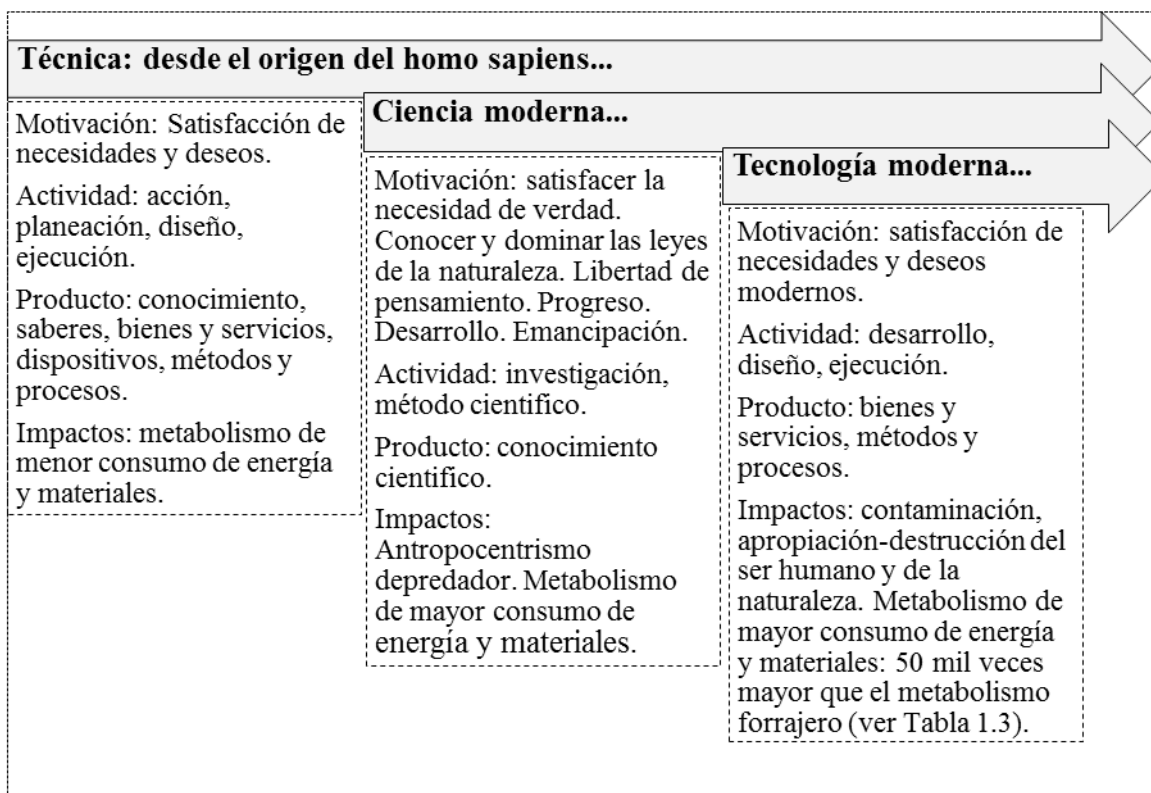 Técnica: desde el origen del homo sapiens...
Motivación: Satisfacción de
necesidades y deseos.
Actividad: acción,
planeación, diseño,
ejecución.
Producto: conocimiento,
saberes, bienes y servicios,
dispositivos, métodos y
procesos.
Impactos: metabolismo de
menor consumo de energía
y materiales.
Ciencia moderna...
Motivación: satisfacer la
necesidad de verdad.
Conocer y dominar las leyes
de la naturaleza. Libertad de
pensamiento. Progreso.
Desarrollo. Emancipación.
Actividad: investigación,
método cientifico.
Producto: conocimiento
cientifico.
Impactos:
Antropocentrismo
depredador. Metabolismo
de mayor consumo de
energía y materiales.
Tecnología moderna...
Motivación: satisfacción de
necesidades y deseos
modernos.
Actividad: desarrollo,
diseño, ejecución.
Producto: bienes y
servicios, métodos y
procesos.
Impactos: contaminación,
apropiación-destrucción del
ser humano y de la
naturaleza. Metabolismo de
mayor consumo de energía
y materiales: 50 mil veces
mayor que el metabolismo
forrajero (ver Tabla 1.3).